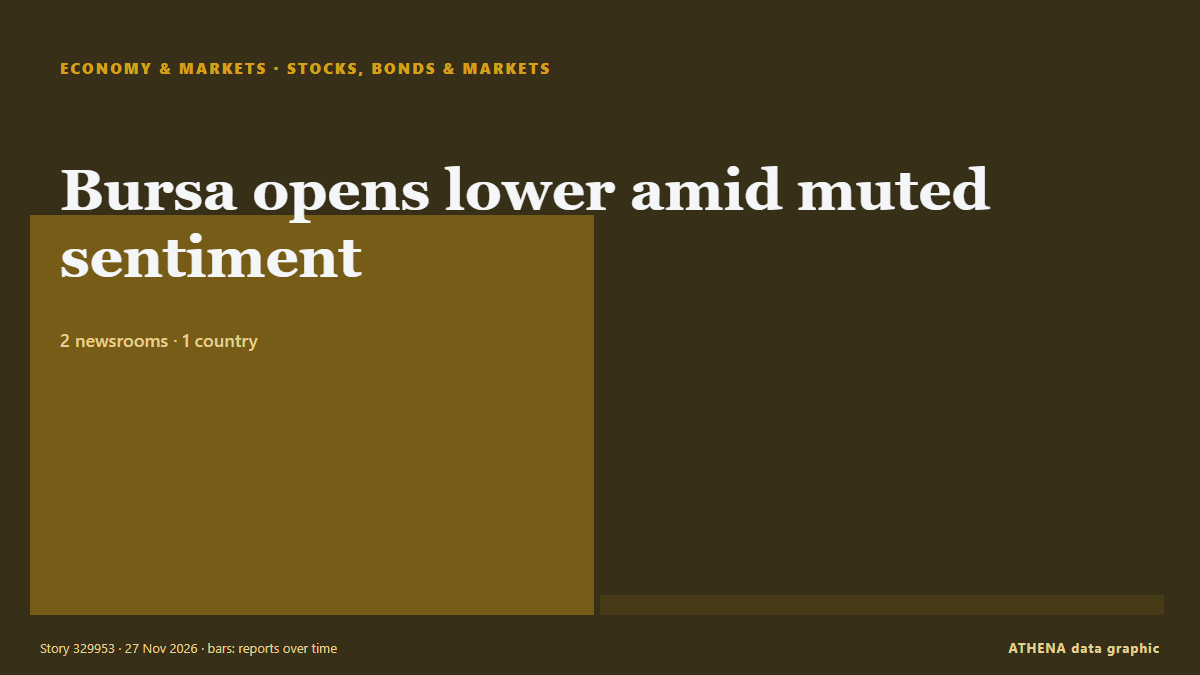 ECONOMY & MARKETS · STOCKS, BONDS & MARKETS
Bursa opens lower amid muted
sentiment
2 newsrooms · 1 country
Story 329953 · 27 Nov 2026 · bars: reports over time
ATHENA data graphic